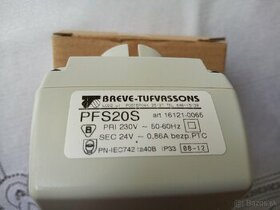 BREVE-TUFVASSONS
PFS20S art 16121-0066
PRI 230V ~ 50-60Hz
SEC 24V ~ 0,86A bezp.PTC
PN-IEC742 ta40B IP33 08-12